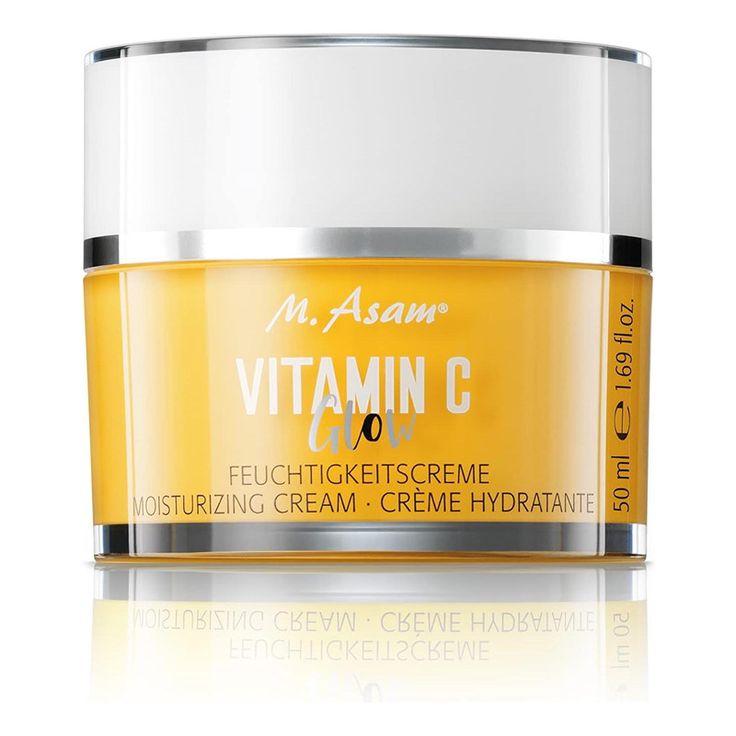 M. Asam®
VITAMIN C
Glow
FEUCHTIGKEITSCREME
MOISTURIZING CREAM · CRÈME HYDRATANTE
50 ml ℮ 1.69 fl.oz.